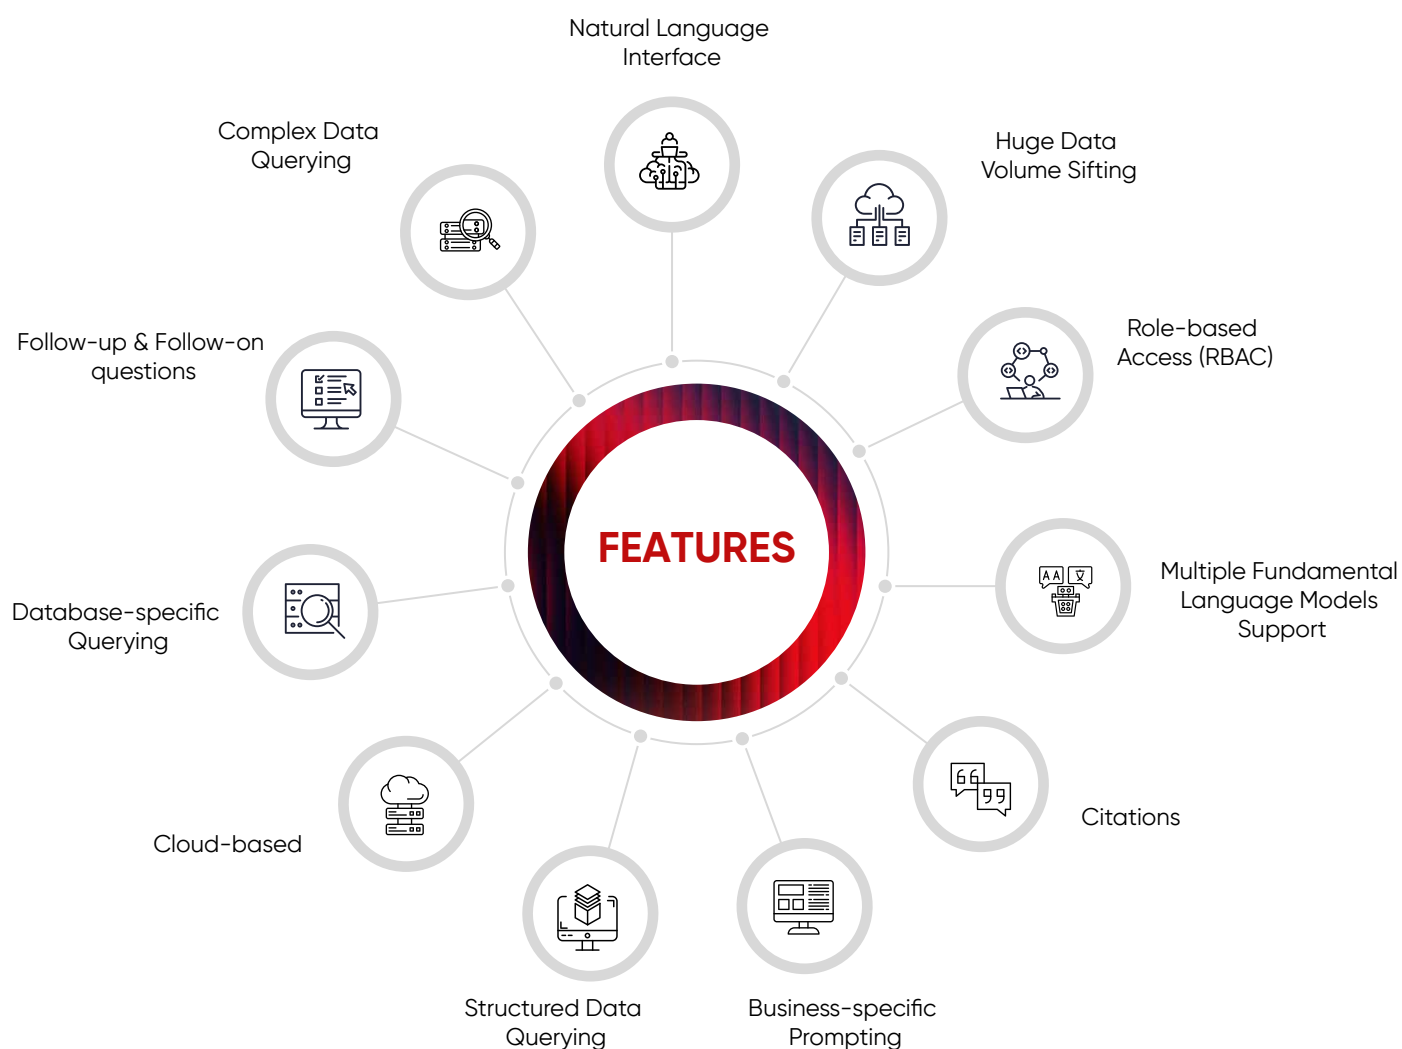 Natural Language
Interface
Complex Data
Querying
Huge Data
Volume Sifting
Follow-up & Follow-on
questions
Role-based
Access (RBAC)
FEATURES
Database-specific
Querying
Multiple Fundamental
Language Models
Support
Cloud-based
Citations
Structured Data
Querying
Business-specific
Prompting